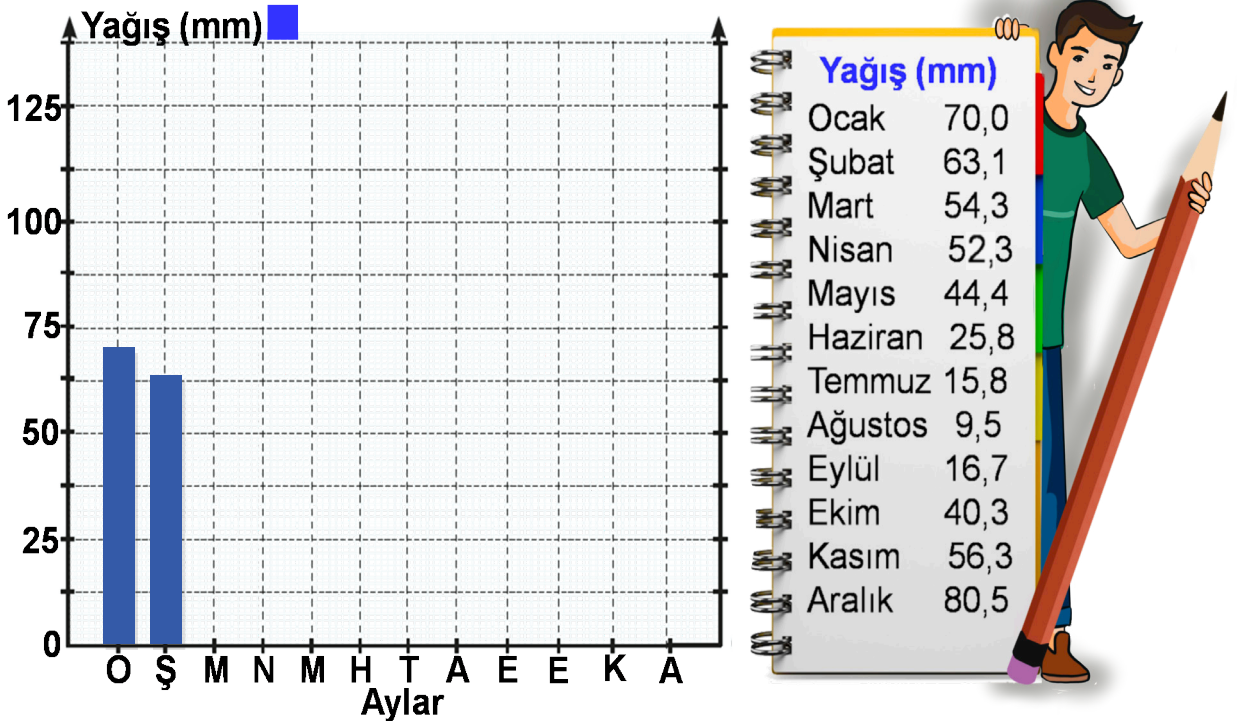 Yağış (mm)
125
100
75
50
25
0
O Ş M N M H T A E E K A
Aylar
Yağış (mm)
Ocak 70,0
Şubat 63,1
Mart 54,3
Nisan 52,3
Mayıs 44,4
Haziran 25,8
Temmuz 15,8
Ağustos 9,5
Eylül 16,7
Ekim 40,3
Kasım 56,3
Aralık 80,5